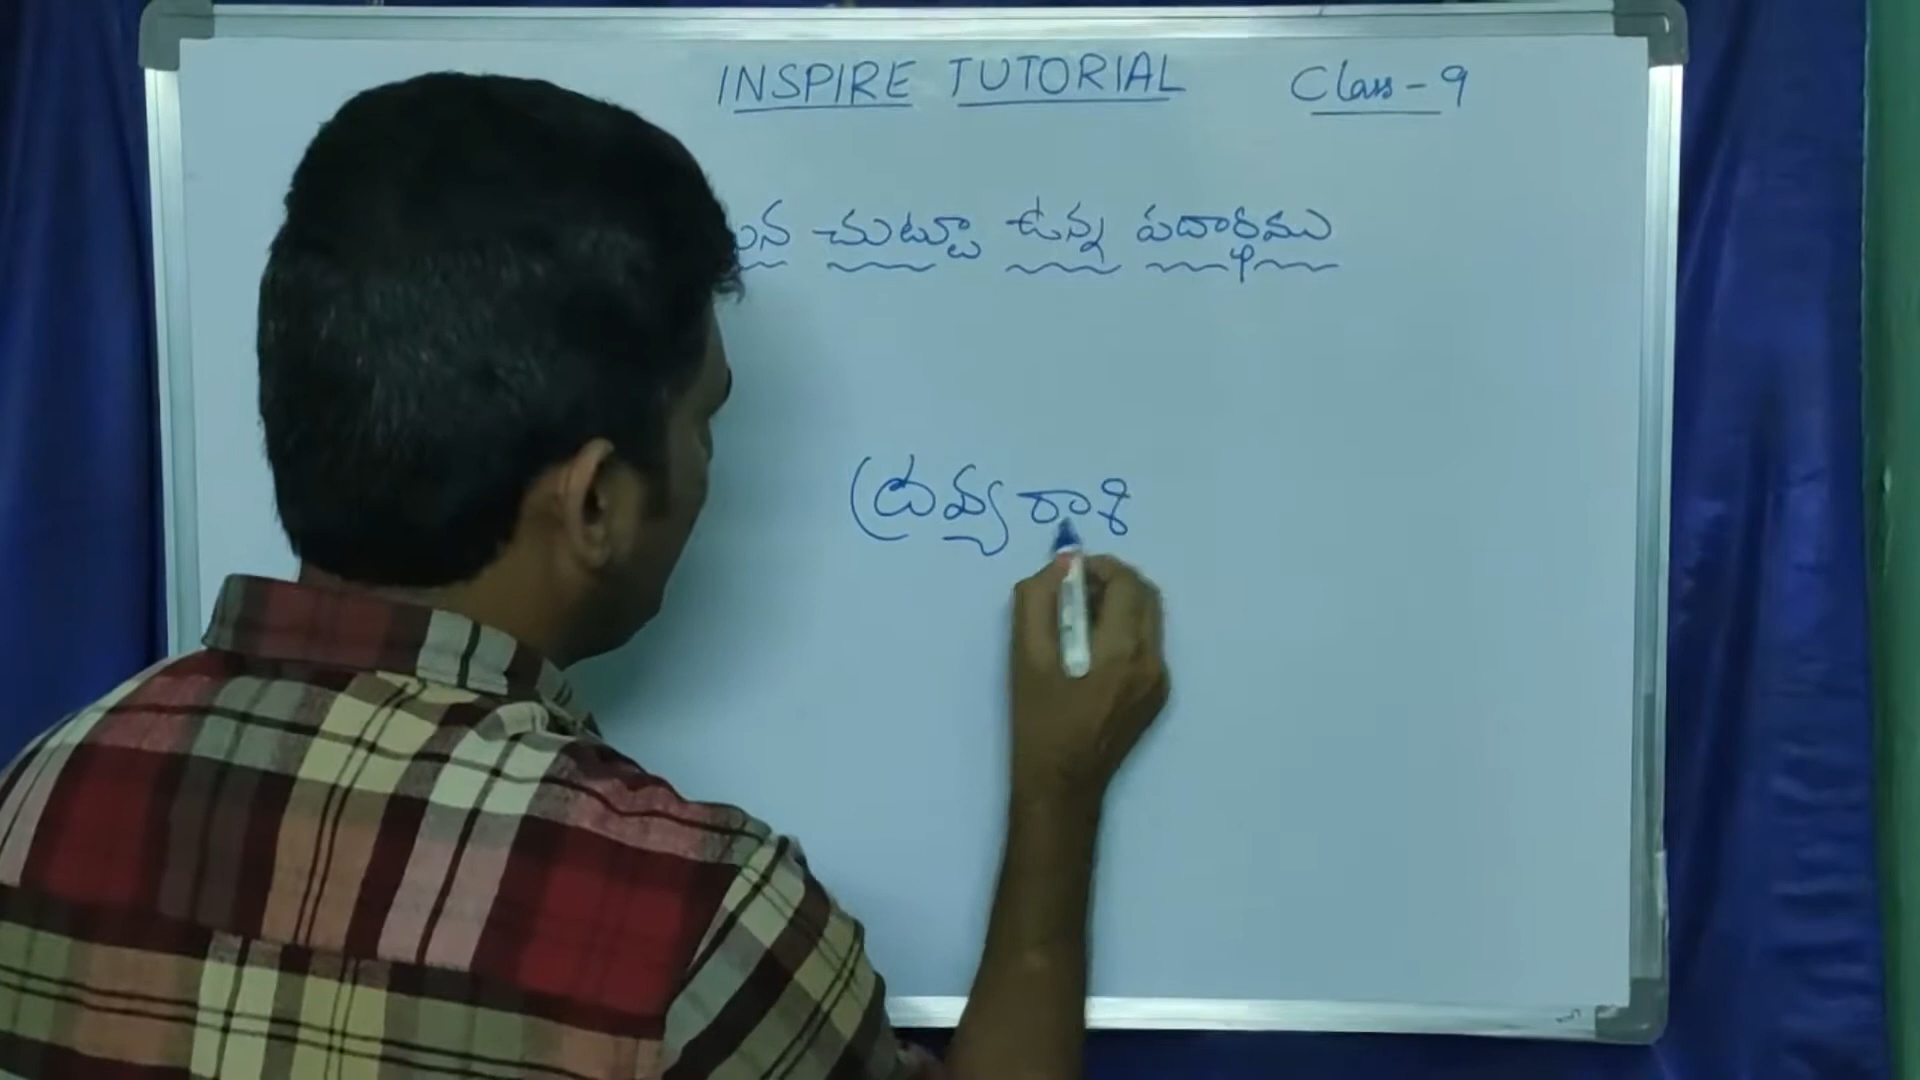 INSPIRE TUTORIAL Class - 9
చుట్టూ ఉన్న పదార్థము
ద్రవ్యరాశి